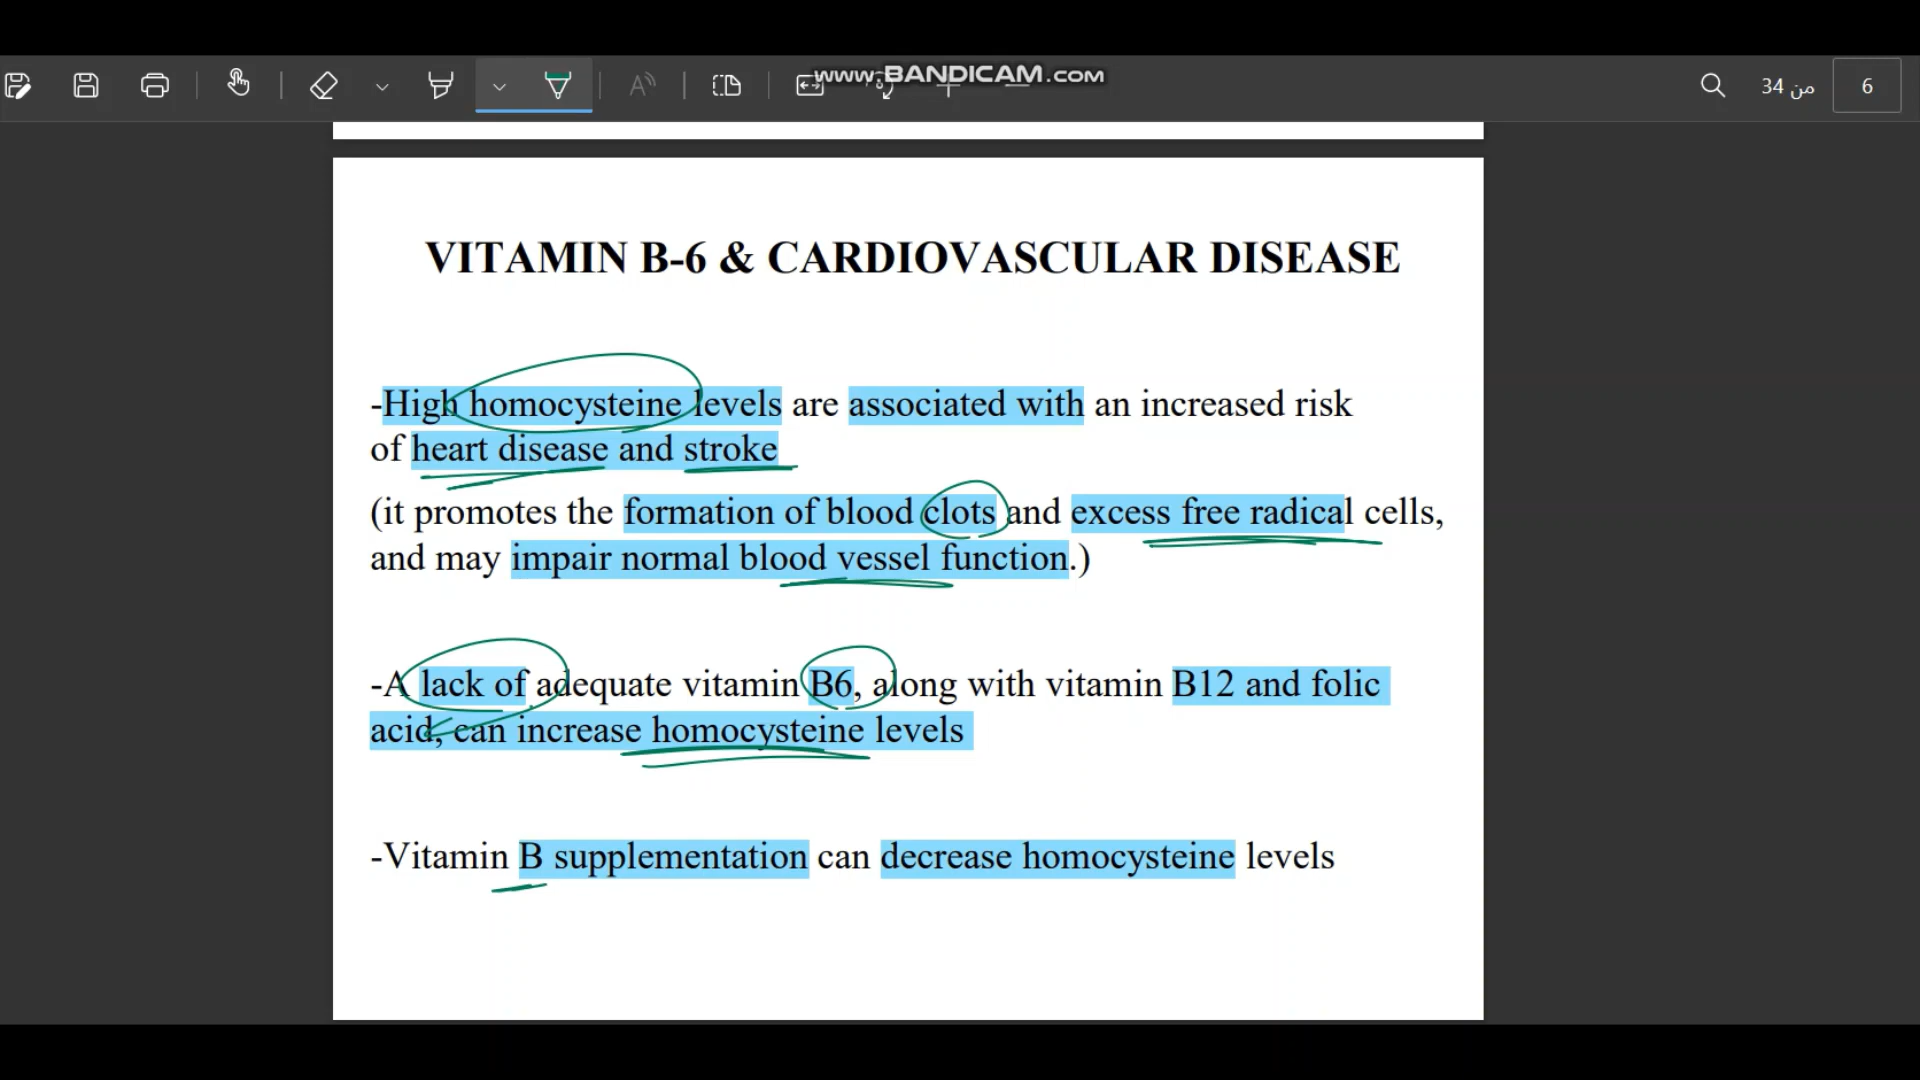 www.BANDICAM.com
من 34
6
VITAMIN B-6 & CARDIOVASCULAR DISEASE
-High homocysteine levels are associated with an increased risk
of heart disease and stroke
(it promotes the formation of blood clots and excess free radical cells,
and may impair normal blood vessel function.)
-A lack of adequate vitamin B6, along with vitamin B12 and folic
acid, can increase homocysteine levels
-Vitamin B supplementation can decrease homocysteine levels